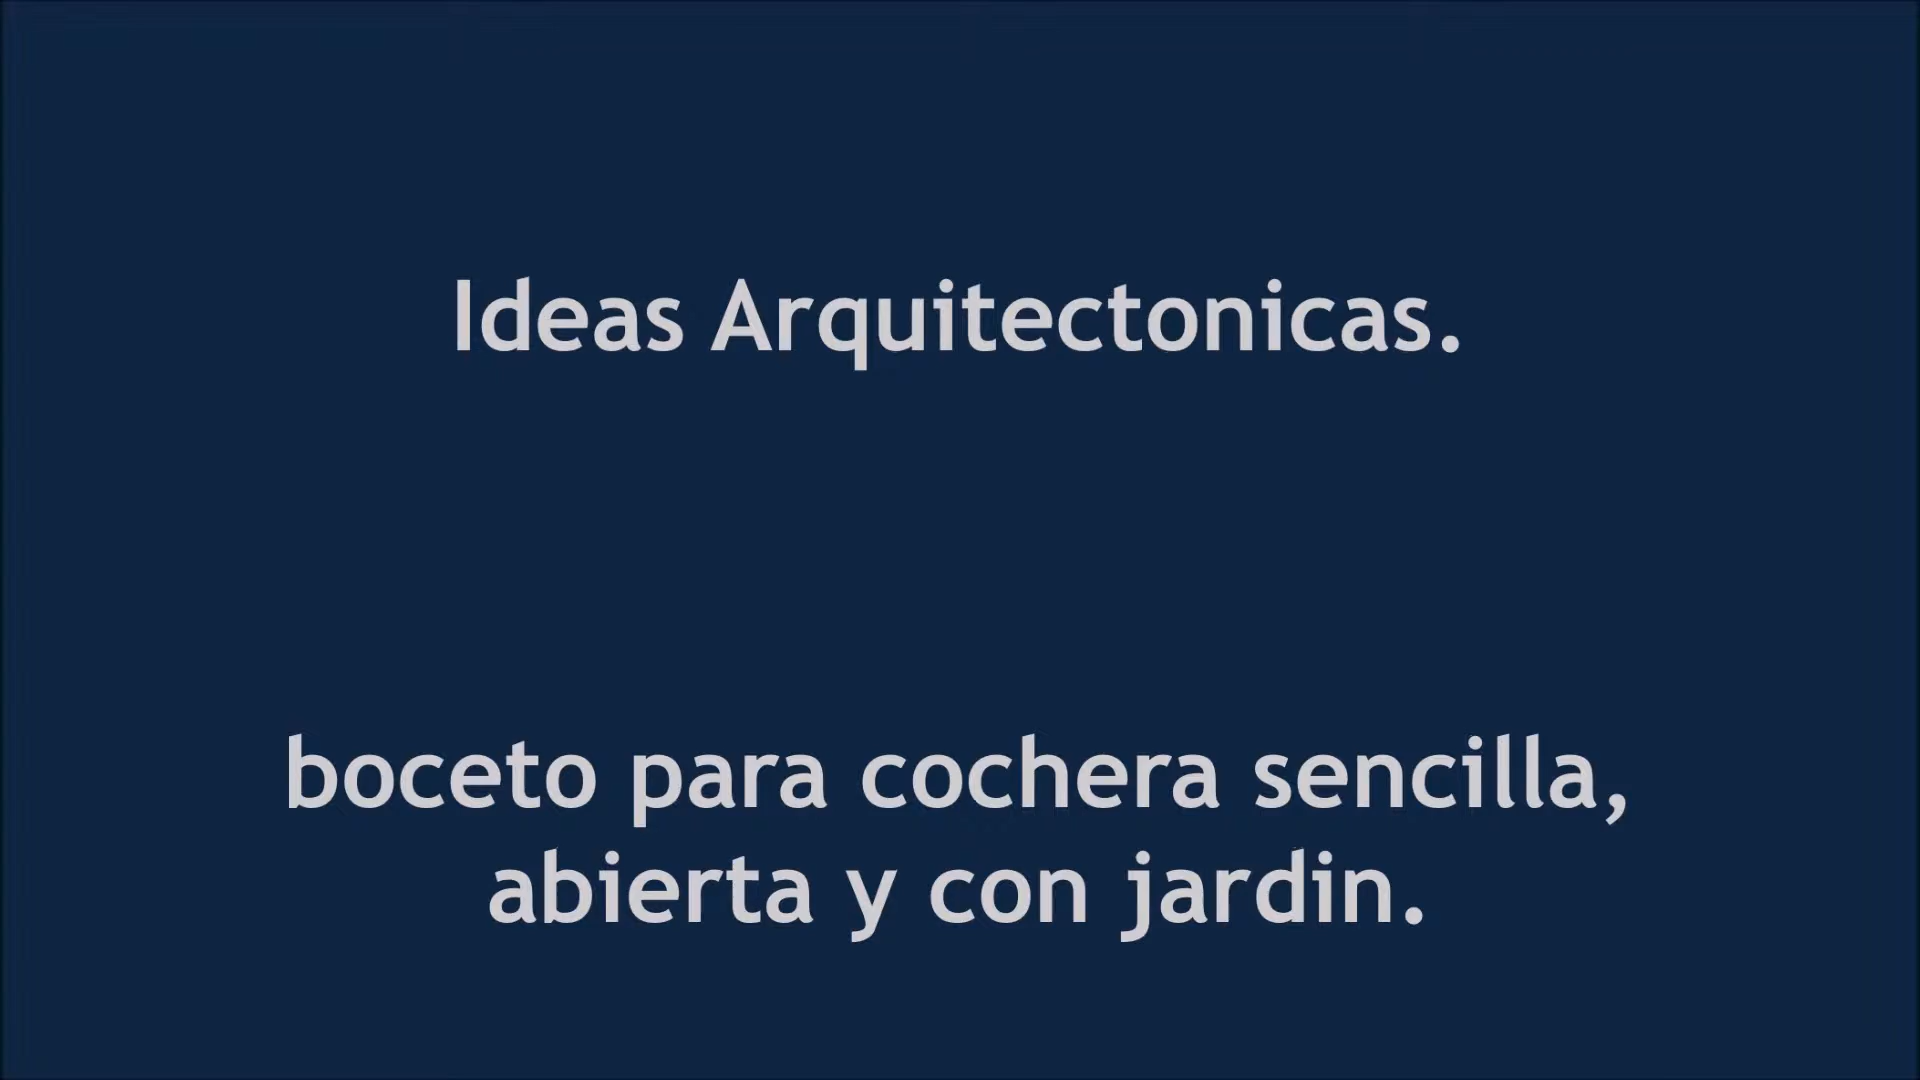 Ideas Arquitectonicas.
boceto para cochera sencilla,
abierta y con jardin.